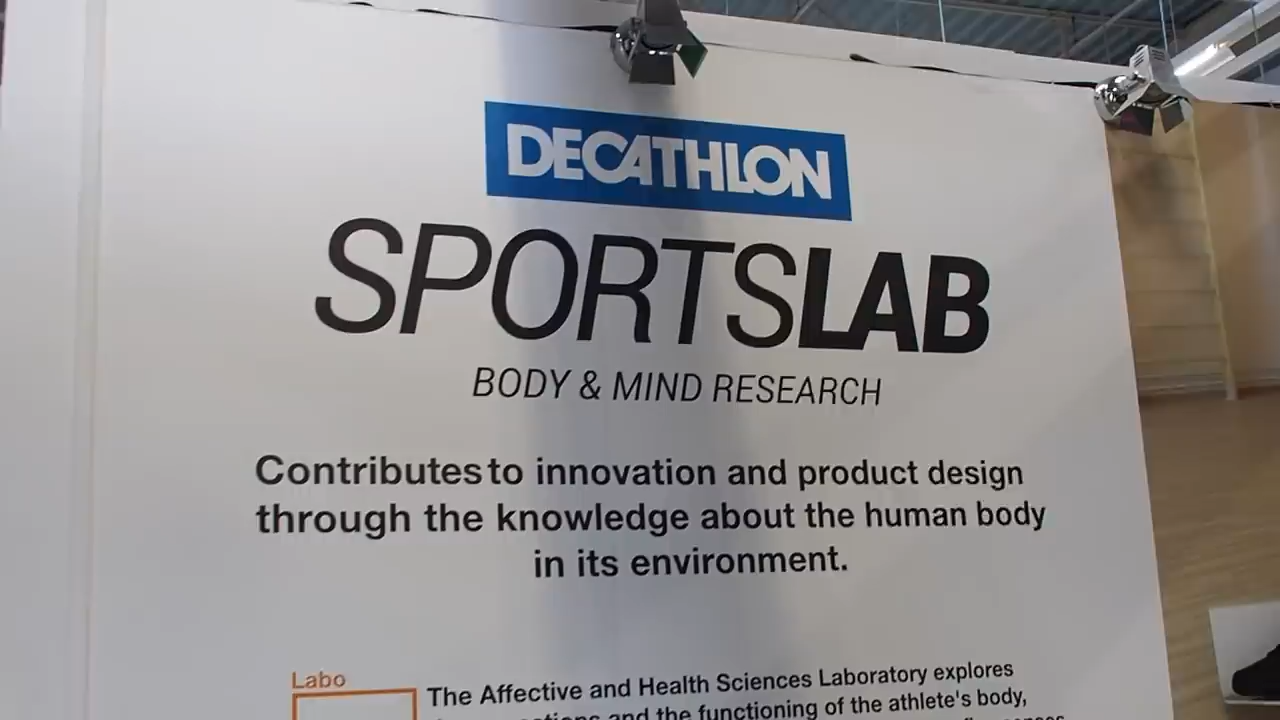 DECATHLON
SPORTSLAB
BODY & MIND RESEARCH
Contributes to innovation and product design
through the knowledge about the human body
in its environment.
Labo
The Affective and Health Sciences Laboratory explores
and the functioning of the athlete's body,